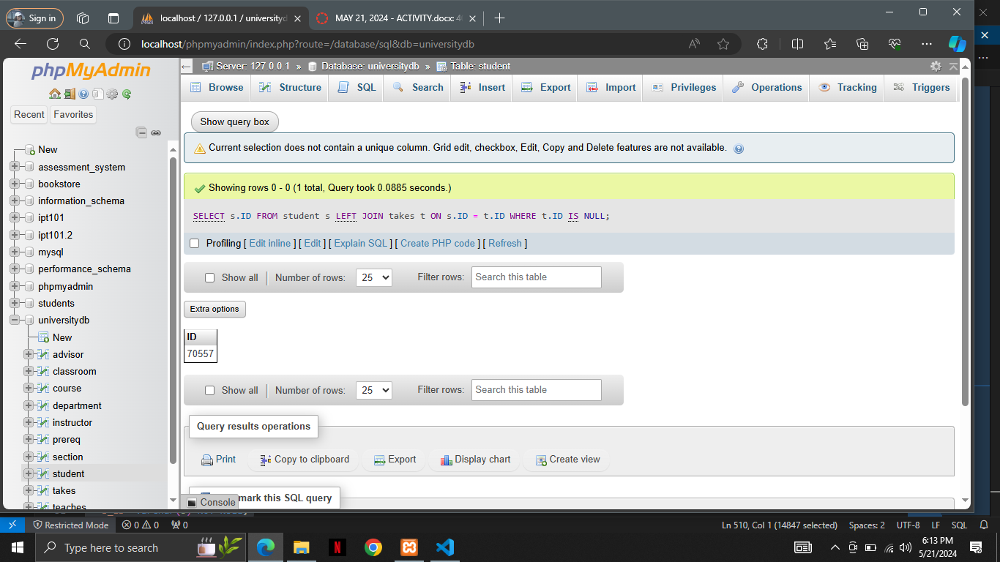 Sign in
localhost / 127.0.0.1 / universitydb
MAY 21, 2024 - ACTIVITY.docx:
localhost/phpmyadmin/index.php?route=/database/sql&db=universitydb
phpMyAdmin
Recent Favorites
New
assessment_system
bookstore
information_schema
ipt101
ipt101.2
mysql
performance_schema
phpmyadmin
students
universitydb
New
advisor
classroom
course
department
instructor
prereq
section
student
takes
teaches
Server: 127.0.0.1 » Database: universitydb » Table: student
Browse Structure SQL Search Insert Export Import Privileges Operations Tracking Triggers
Show query box
Current selection does not contain a unique column. Grid edit, checkbox, Edit, Copy and Delete features are not available.
Showing rows 0 - 0 (1 total, Query took 0.0885 seconds.)
SELECT s.ID FROM student s LEFT JOIN takes t ON s.ID = t.ID WHERE t.ID IS NULL;
Profiling [ Edit inline ] [ Edit ] [ Explain SQL ] [ Create PHP code ] [ Refresh ]
Show all Number of rows: 25 Filter rows: Search this table
Extra options
ID
70557
Show all Number of rows: 25 Filter rows: Search this table
Query results operations
Print Copy to clipboard Export Display chart Create view
mark this SQL query
Console
Restricted Mode 0 0 0 Ln 510, Col 1 (14847 selected) Spaces: 2 UTF-8 LF SQL
Type here to search
6:13 PM
5/21/2024